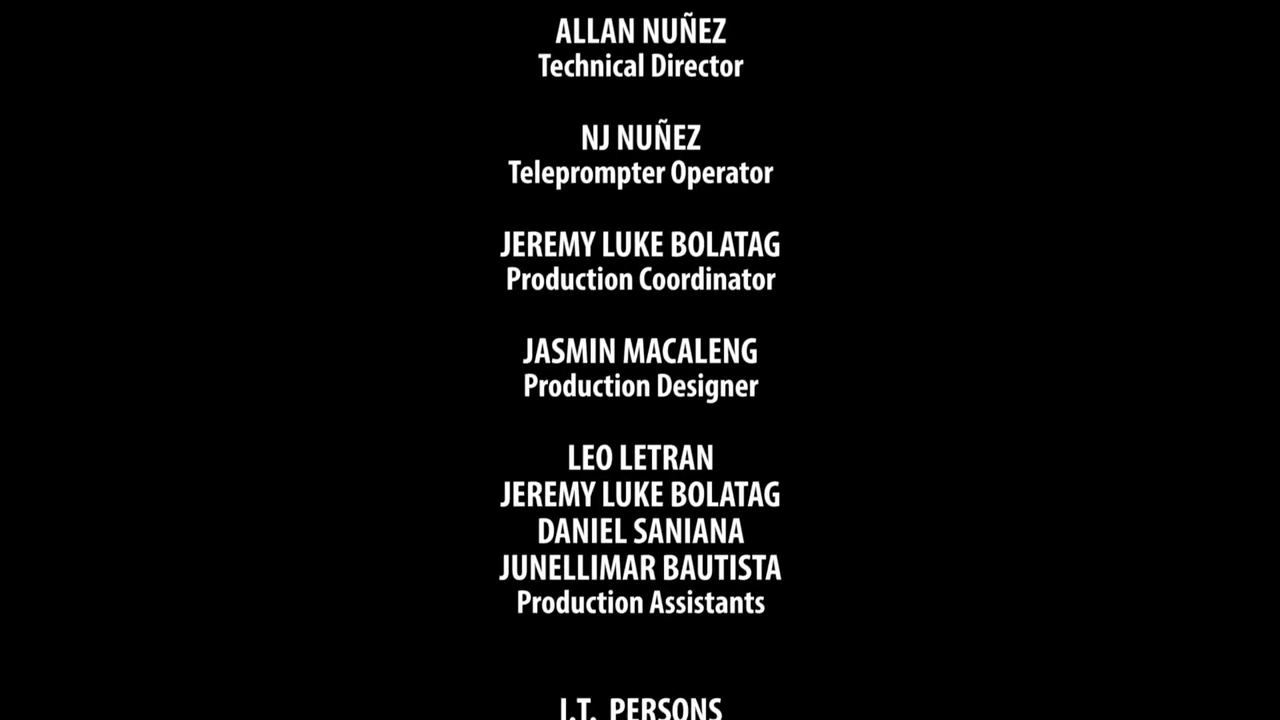 ALLAN NUÑEZ
Technical Director
NJ NUÑEZ
Teleprompter Operator
JEREMY LUKE BOLATAG
Production Coordinator
JASMIN MACALENG
Production Designer
LEO LETRAN
JEREMY LUKE BOLATAG
DANIEL SANIANA
JUNELLIMAR BAUTISTA
Production Assistants
I.T. PERSONS